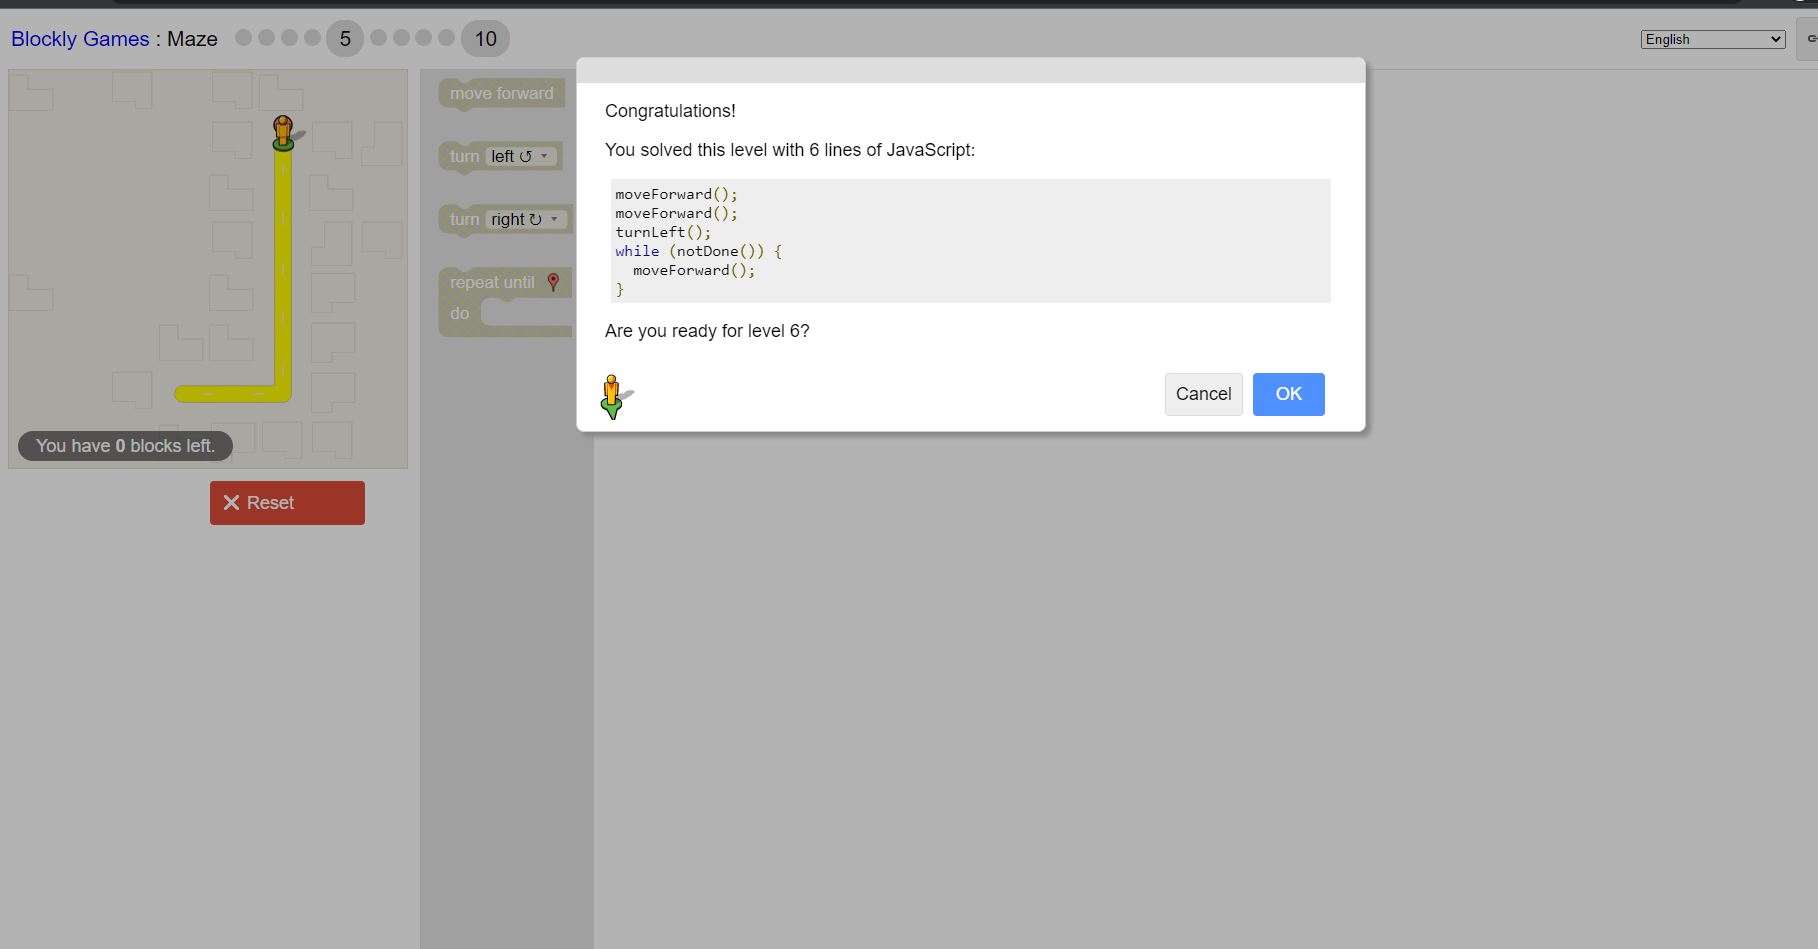 Blockly Games : Maze 5 10
English
move forward
turn left ↺
turn right ↻
repeat until
do
You have 0 blocks left.
Reset
Congratulations!
You solved this level with 6 lines of JavaScript:
moveForward();
moveForward();
turnLeft();
while (notDone()) {
  moveForward();
}
Are you ready for level 6?
Cancel OK